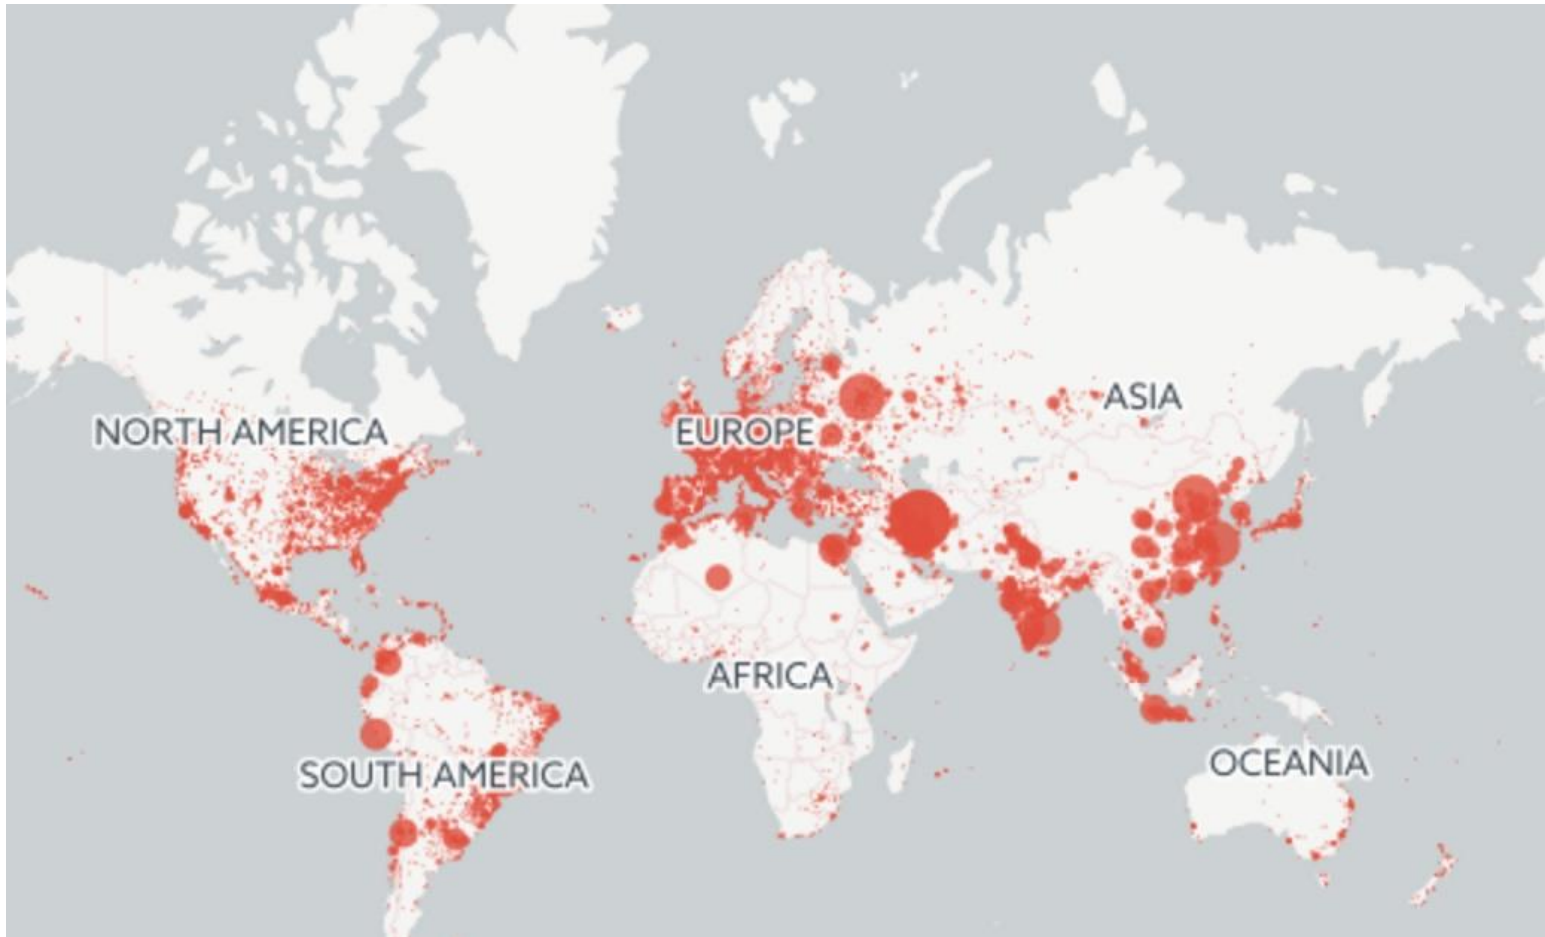 NORTH AMERICA
EUROPE
ASIA
AFRICA
SOUTH AMERICA
OCEANIA